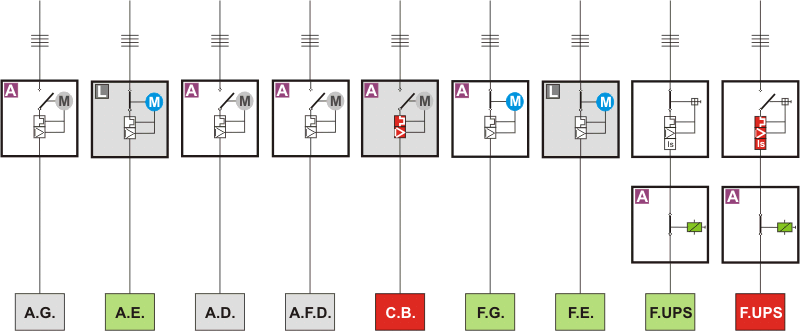 A M L M A M A M A M A M L M
Is Is
A A
A.G. A.E. A.D. A.F.D. C.B. F.G. F.E. F.UPS F.UPS